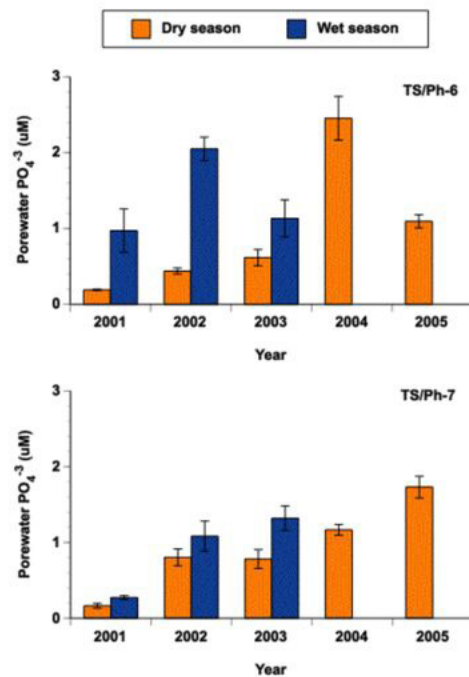 Dry season Wet season
TS/Ph-6
Porewater PO4-3 (uM)
3
2
1
0
2001 2002 2003 2004 2005
Year
TS/Ph-7
Porewater PO4-3 (uM)
3
2
1
0
2001 2002 2003 2004 2005
Year